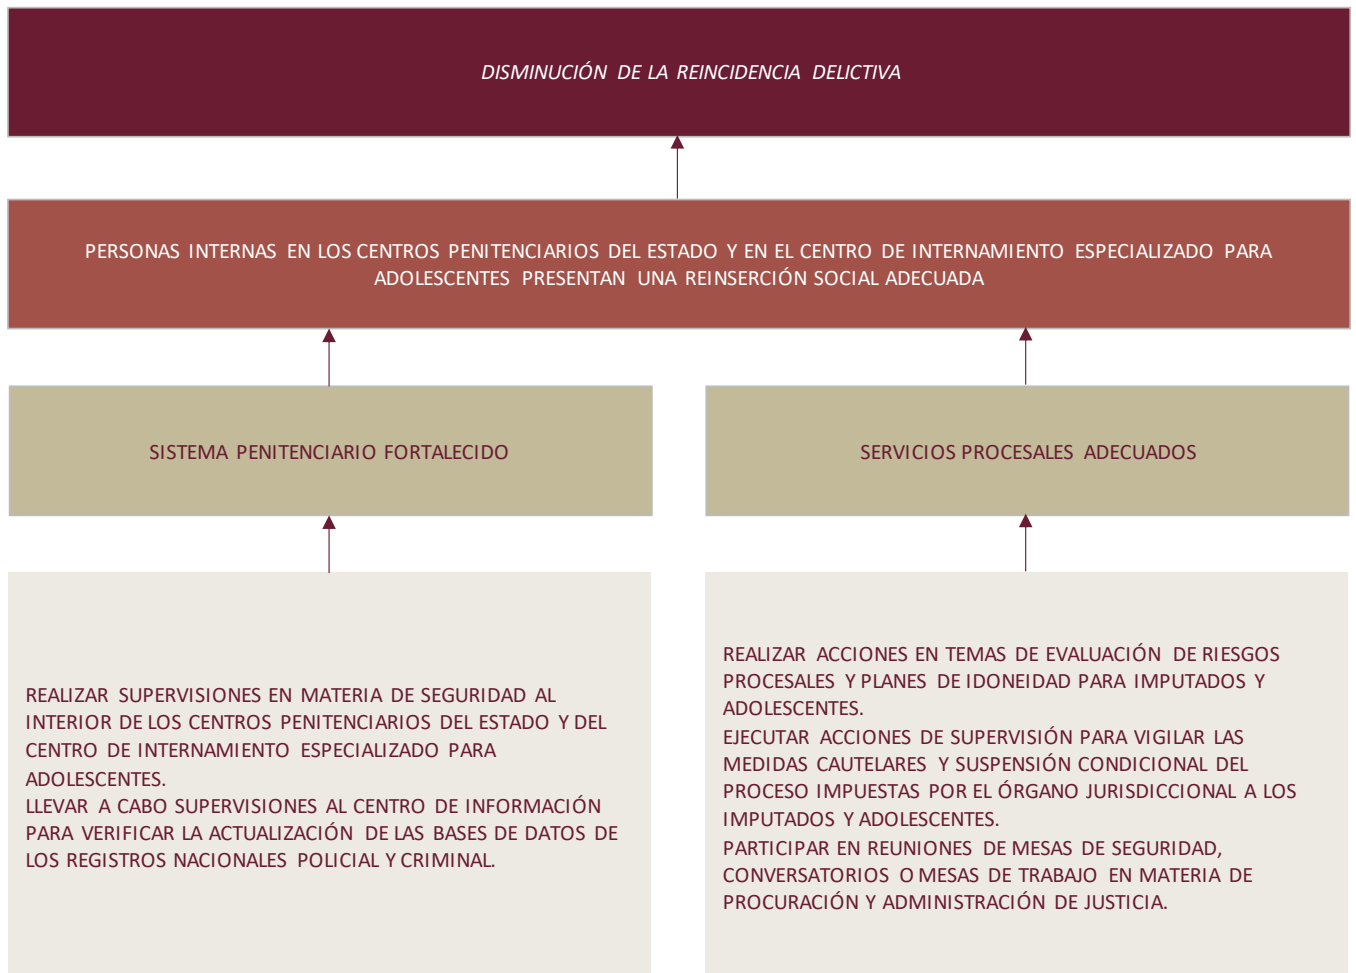 DISMINUCIÓN DE LA REINCIDENCIA DELICTIVA
PERSONAS INTERNAS EN LOS CENTROS PENITENCIARIOS DEL ESTADO Y EN EL CENTRO DE INTERNAMIENTO ESPECIALIZADO PARA
ADOLESCENTES PRESENTAN UNA REINSERCIÓN SOCIAL ADECUADA
SISTEMA PENITENCIARIO FORTALECIDO
SERVICIOS PROCESALES ADECUADOS
REALIZAR SUPERVISIONES EN MATERIA DE SEGURIDAD AL
INTERIOR DE LOS CENTROS PENITENCIARIOS DEL ESTADO Y DEL
CENTRO DE INTERNAMIENTO ESPECIALIZADO PARA
ADOLESCENTES.
LLEVAR A CABO SUPERVISIONES AL CENTRO DE INFORMACIÓN
PARA VERIFICAR LA ACTUALIZACIÓN DE LAS BASES DE DATOS DE
LOS REGISTROS NACIONALES POLICIAL Y CRIMINAL.
REALIZAR ACCIONES EN TEMAS DE EVALUACIÓN DE RIESGOS
PROCESALES Y PLANES DE IDONEIDAD PARA IMPUTADOS Y
ADOLESCENTES.
EJECUTAR ACCIONES DE SUPERVISIÓN PARA VIGILAR LAS
MEDIDAS CAUTELARES Y SUSPENSIÓN CONDICIONAL DEL
PROCESO IMPUESTAS POR EL ÓRGANO JURISDICCIONAL A LOS
IMPUTADOS Y ADOLESCENTES.
PARTICIPAR EN REUNIONES DE MESAS DE SEGURIDAD,
CONVERSATORIOS O MESAS DE TRABAJO EN MATERIA DE
PROCURACIÓN Y ADMINISTRACIÓN DE JUSTICIA.